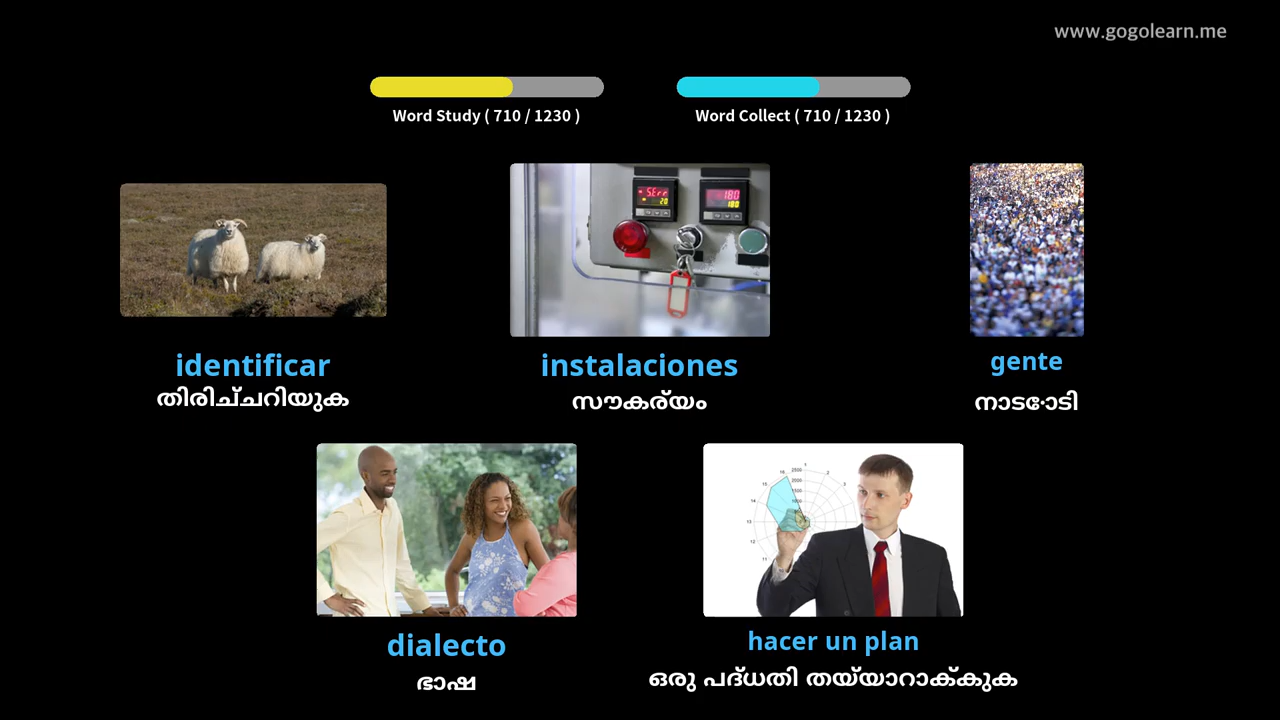 www.gogolearn.me
Word Study ( 710 / 1230 )
Word Collect ( 710 / 1230 )
identificar
തിരിച്ചറിയുക
instalaciones
സൗകര്യം
gente
നാടോടി
dialecto
ഭാഷ
hacer un plan
ഒരു പദ്ധതി തയ്യാറാക്കുക